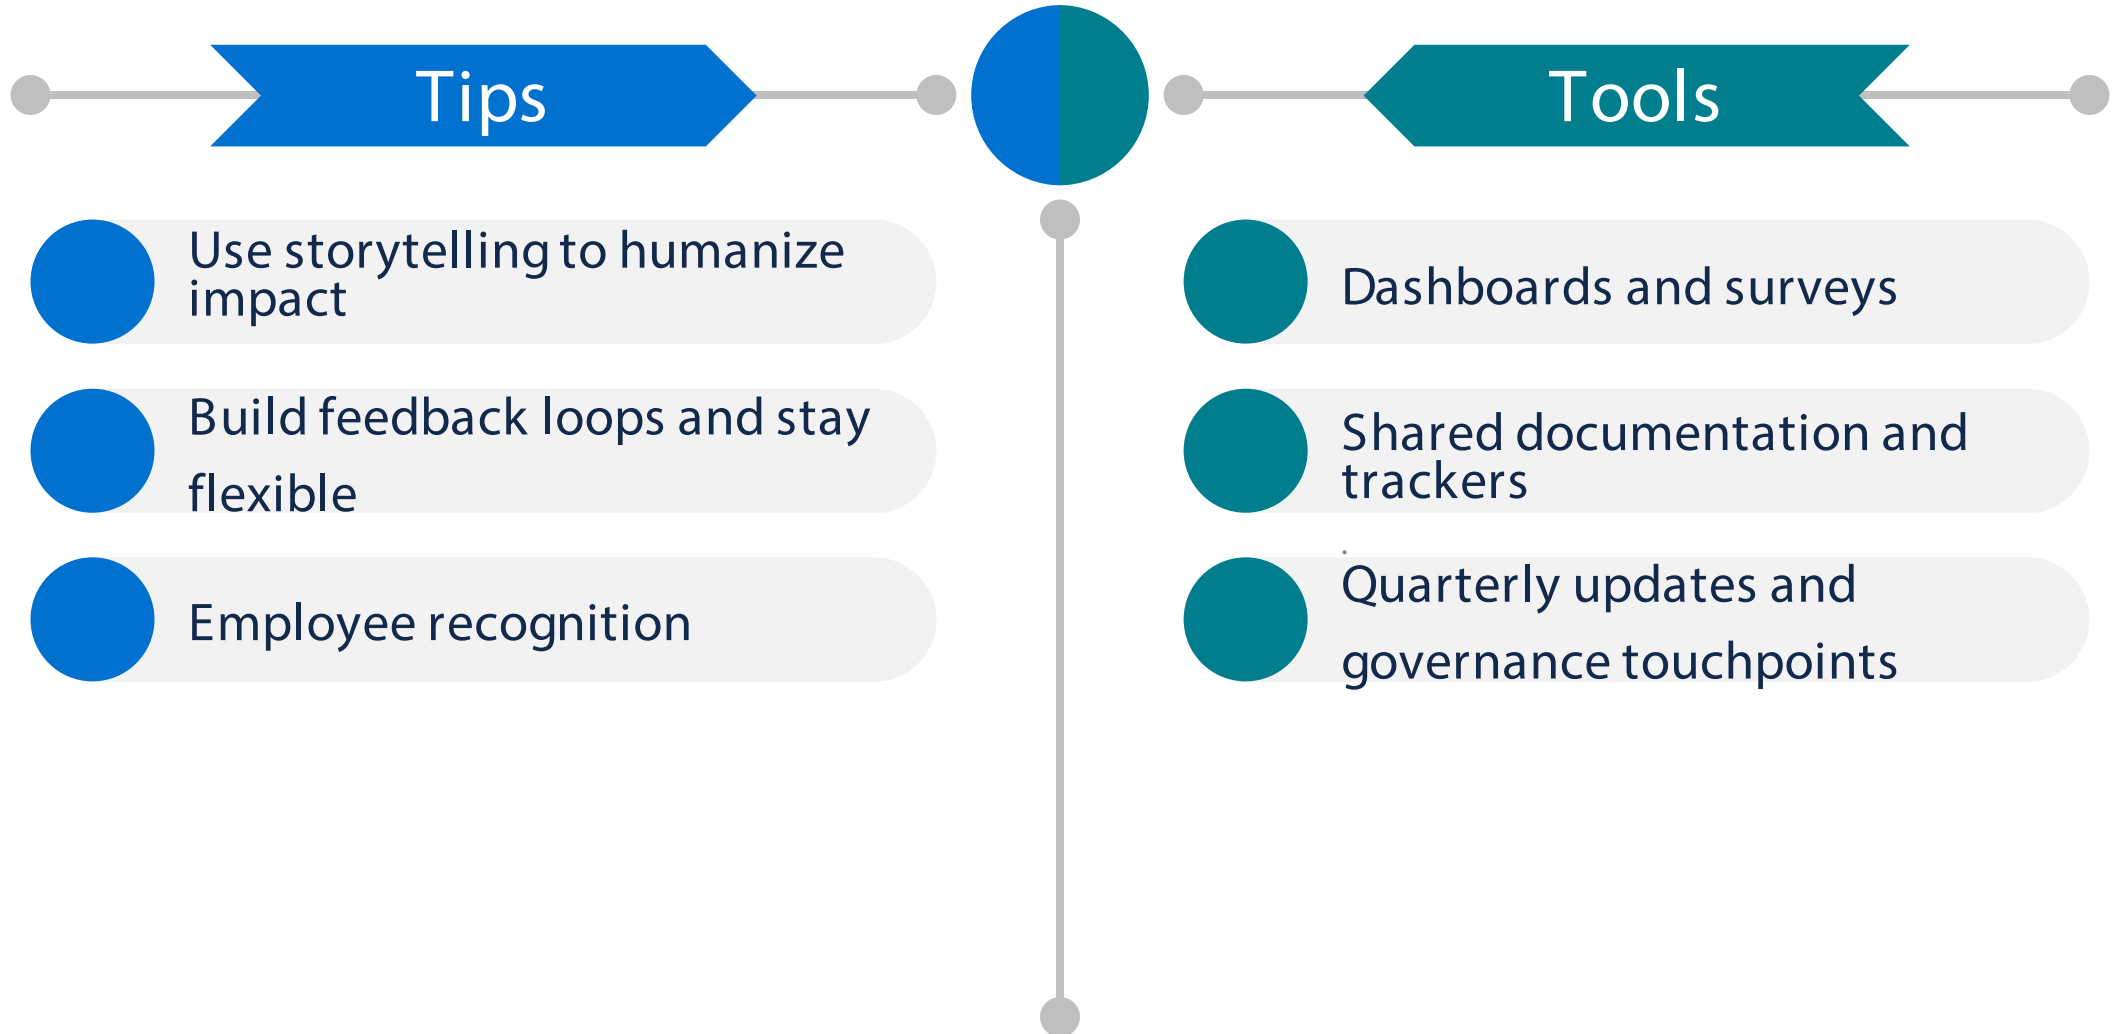 Tips
Use storytelling to humanize
impact
Build feedback loops and stay
flexible
Employee recognition
Tools
Dashboards and surveys
Shared documentation and
trackers
.
Quarterly updates and
governance touchpoints